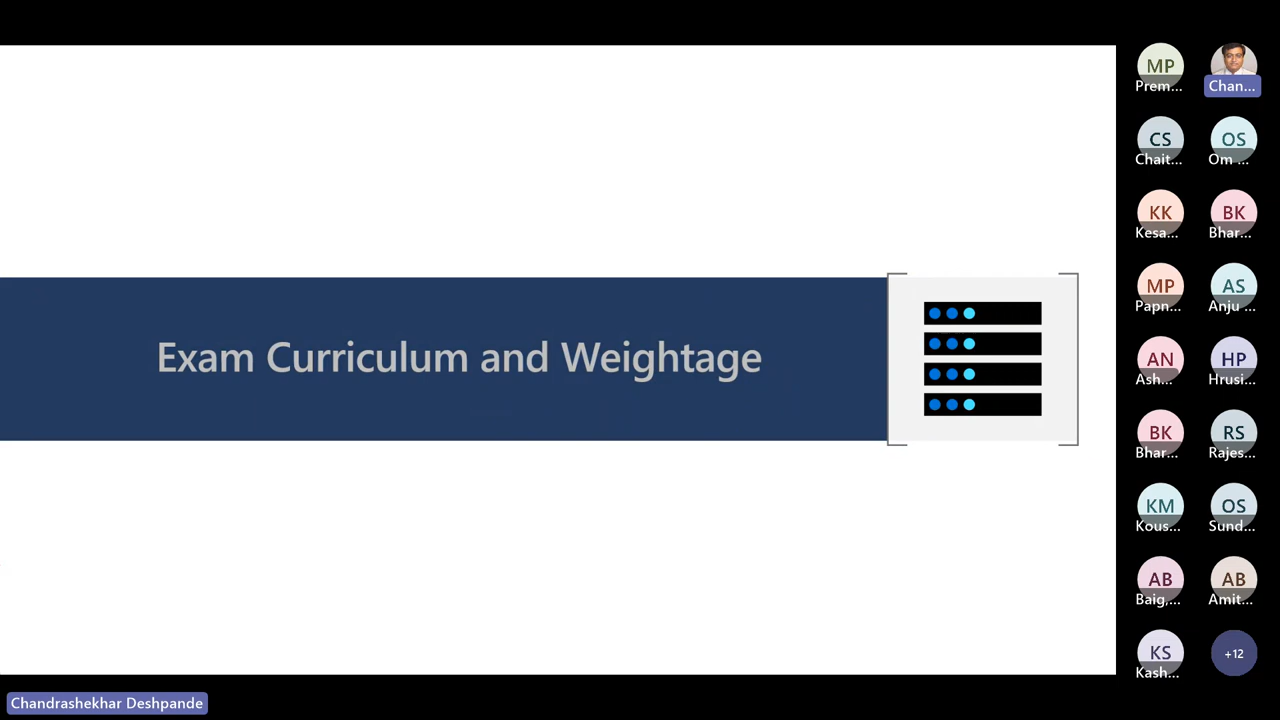 MP
Prem...
Chan...
CS
Chait...
OS
Om ...
KK
Kesa...
BK
Bhar...
MP
Papn...
AS
Anju ...
AN
Ash...
HP
Hrusi...
BK
Bhar...
RS
Rajes...
KM
Kous...
OS
Sund...
AB
Baig,...
AB
Amit...
KS
Kash...
+12
Exam Curriculum and Weightage
Chandrashekhar Deshpande